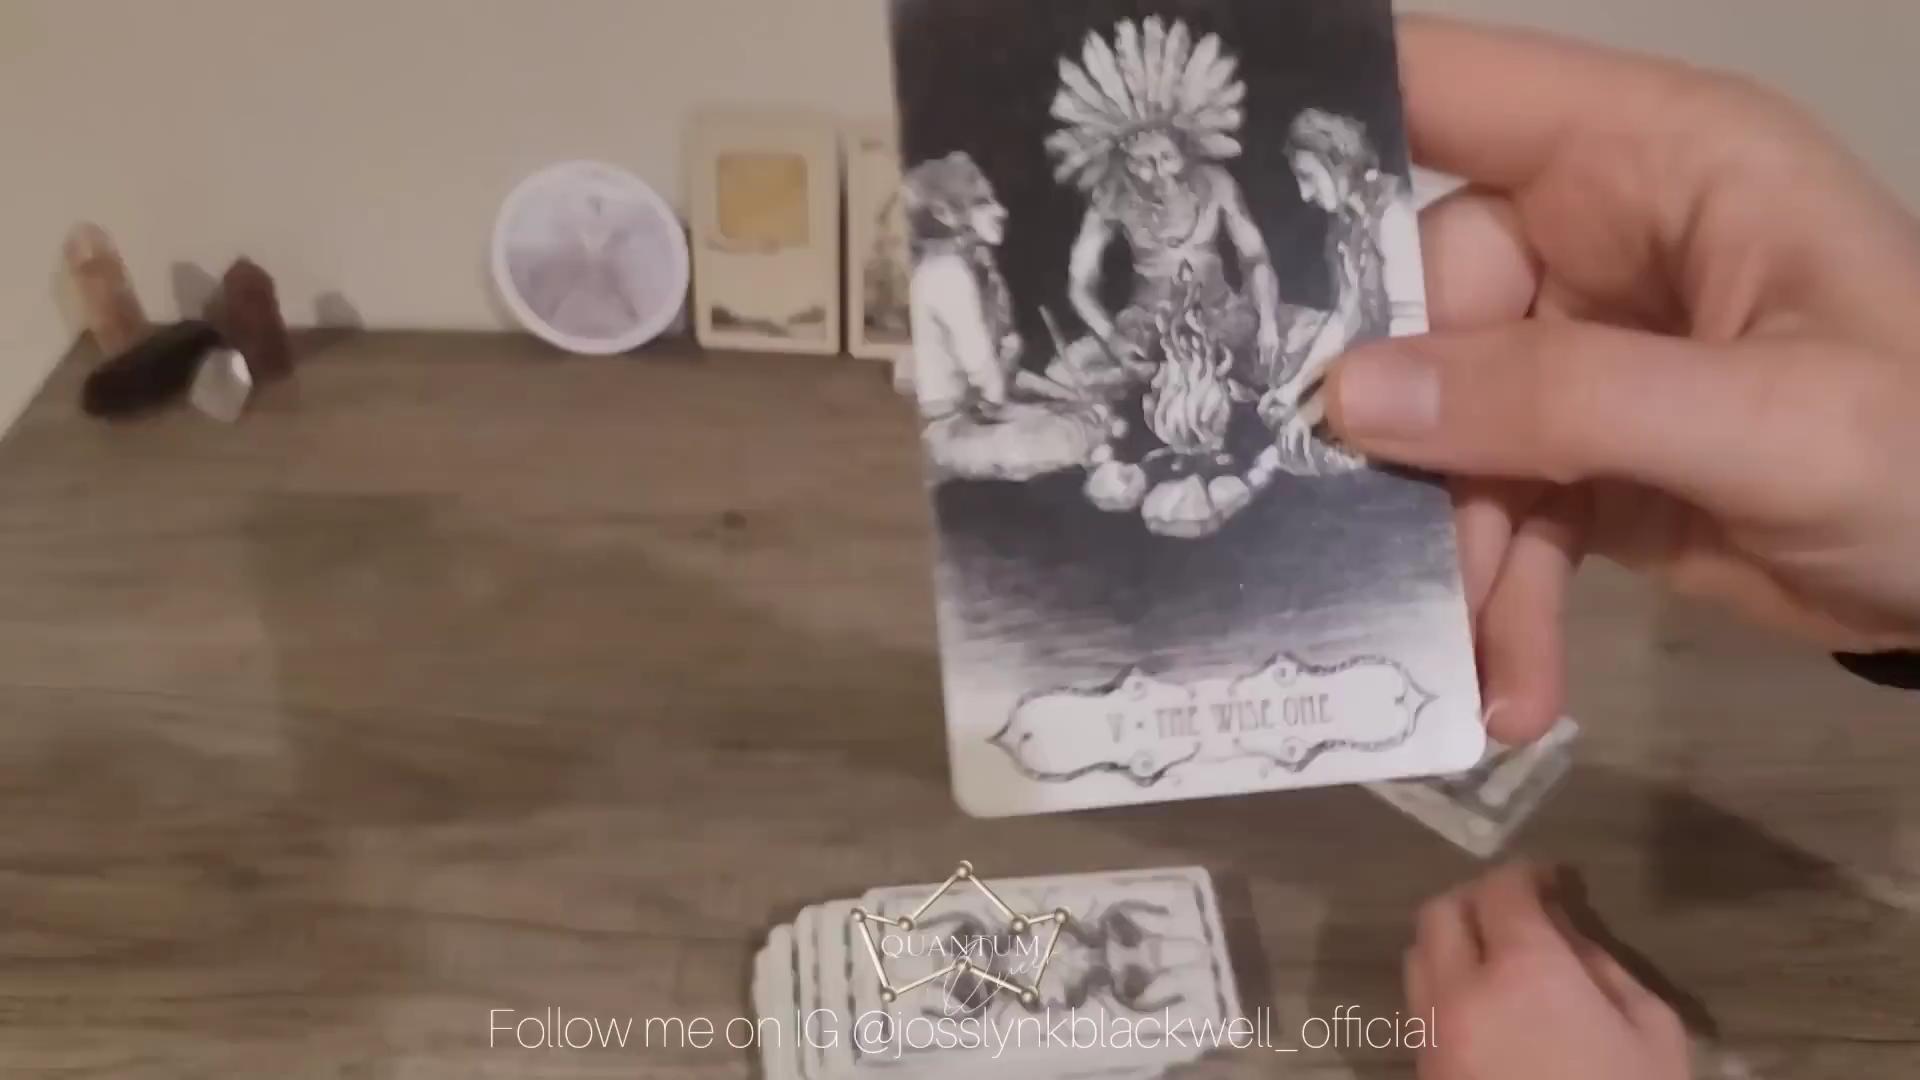 V • THE WISE ONE
QUANTUM
Follow me on IG @josslynkblackwell_official